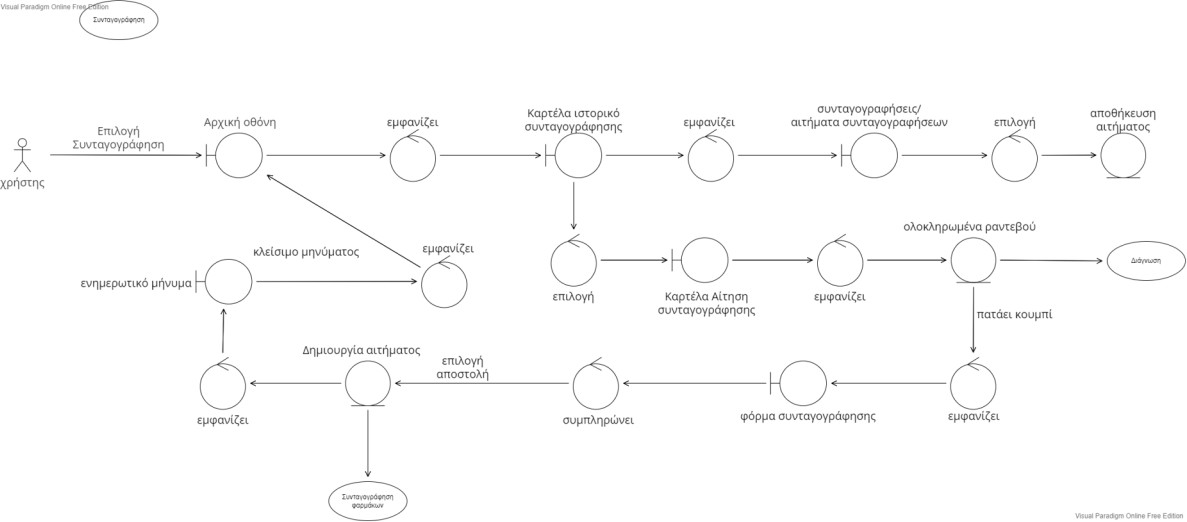 Visual Paradigm Online Free Edition
Συνταγογράφηση
Επιλογή
Συνταγογράφηση
χρήστης
Αρχική οθόνη
εμφανίζει
Καρτέλα ιστορικό
συνταγογράφησης
εμφανίζει
συνταγογραφήσεις/
αιτήματα συνταγογραφήσεων
επιλογή
αποθήκευση
αιτήματος
ενημερωτικό μήνυμα
κλείσιμο μηνύματος
εμφανίζει
επιλογή
Καρτέλα Αίτηση
συνταγογράφησης
εμφανίζει
ολοκληρωμένα ραντεβού
Διάγνωση
πατάει κουμπί
εμφανίζει
Δημιουργία αιτήματος
επιλογή
αποστολή
συμπληρώνει
φόρμα συνταγογράφησης
εμφανίζει
Συνταγογράφηση
φαρμάκων
Visual Paradigm Online Free Edition